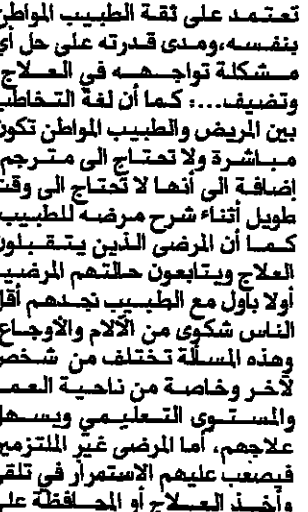 تعتمد على ثقة الطبيب المواطن
بنفسه،ومدى قدرته على حل أي
مشكلة تواجهه في العلاج
وتضيف...: كما أن لغة التخاطب
بين المريض والطبيب المواطن تكون
مباشرة ولا تحتاج الى مترجم
إضافة الى أنها لا تحتاج الى وقت
طويل أثناء شرح مرضه للطبيب
كما أن المرضى الذين يتقبلون
العلاج ويتابعون حالتهم المرضية
أولا بأول مع الطبيب نجدهم أقل
الناس شكوى من الآلام والأوجاع
وهذه المسألة تختلف من شخص
لآخر وخاصة من ناحية العمر
والمستوى التعليمي ويسهل
علاجهم، أما المرضى غير الملتزمين
فيصعب عليهم الاستمرار في تلقي
وأخذ العلاج أو المحافظة على